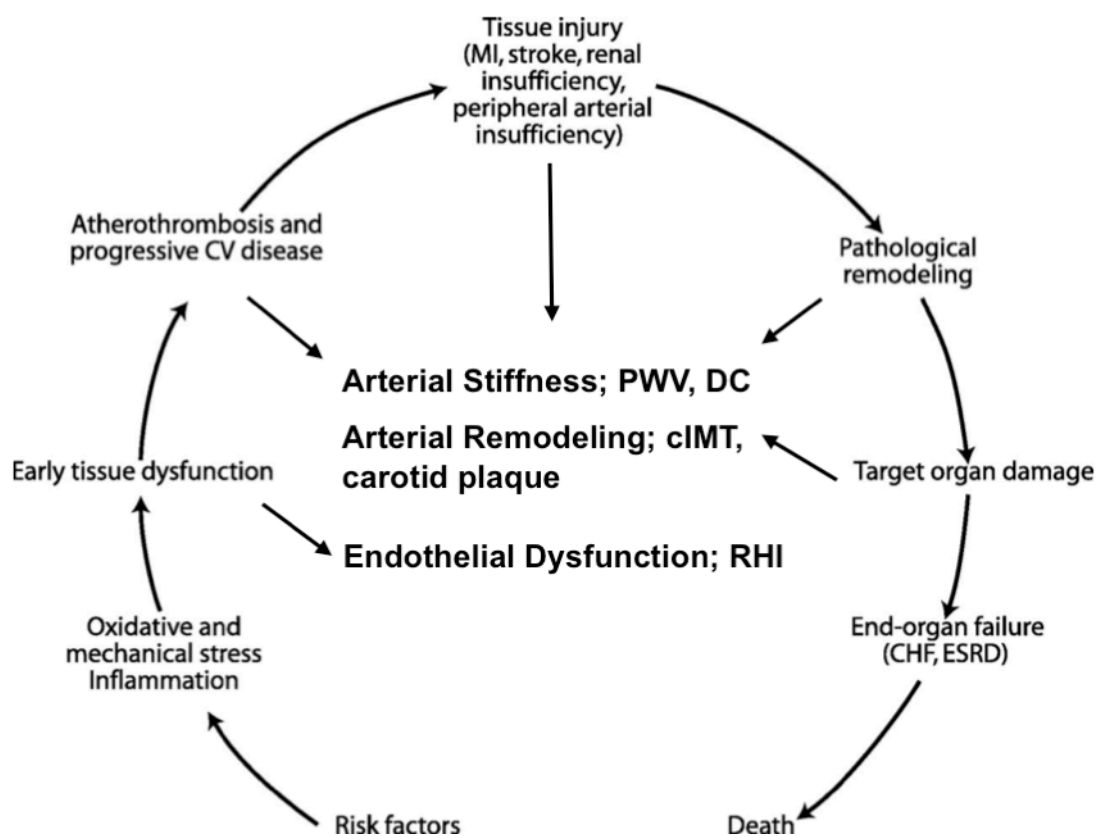 Tissue injury
(MI, stroke, renal
insufficiency,
peripheral arterial
insufficiency)
Atherothrombosis and
progressive CV disease
Pathological
remodeling
Arterial Stiffness; PWV, DC
Arterial Remodeling; cIMT,
carotid plaque
Early tissue dysfunction
Target organ damage
Endothelial Dysfunction; RHI
Oxidative and
mechanical stress
Inflammation
End-organ failure
(CHF, ESRD)
Risk factors
Death